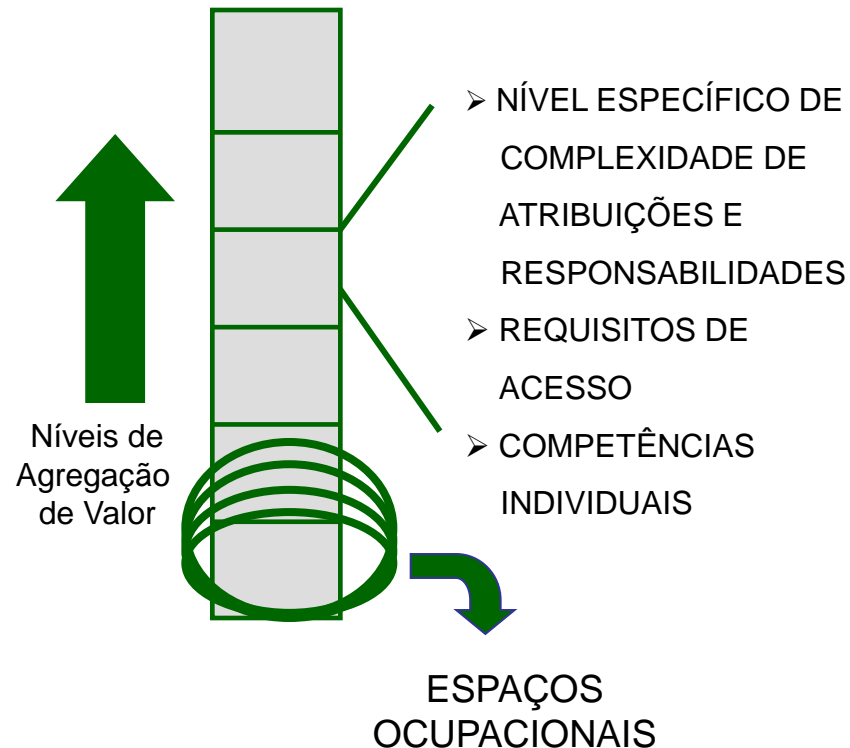 ➢ NÍVEL ESPECÍFICO DE
COMPLEXIDADE DE
ATRIBUIÇÕES E
RESPONSABILIDADES
➢ REQUISITOS DE
ACESSO
➢ COMPETÊNCIAS
INDIVIDUAIS
Níveis de
Agregação
de Valor
ESPAÇOS
OCUPACIONAIS